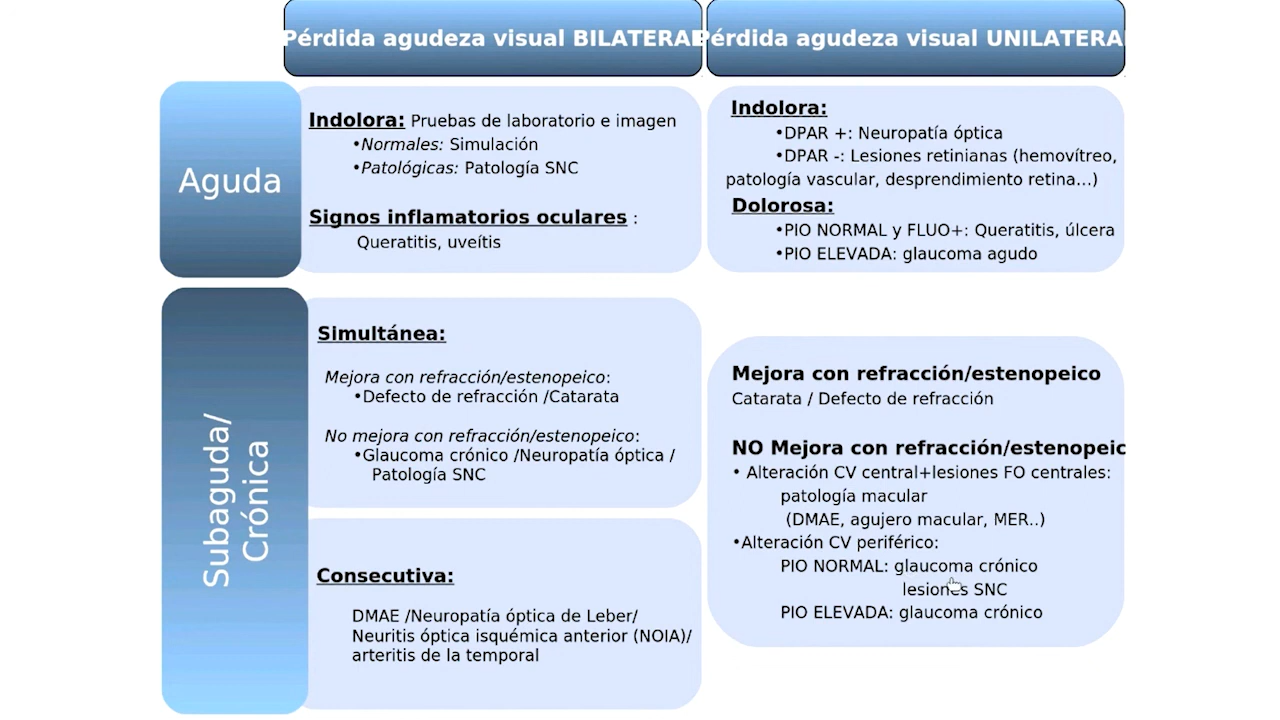 Pérdida agudeza visual BILATERAL
Pérdida agudeza visual UNILATERA
Aguda
Indolora: Pruebas de laboratorio e imagen
•Normales: Simulación
•Patológicas: Patología SNC
Signos inflamatorios oculares :
Queratitis, uveítis
Indolora:
•DPAR +: Neuropatía óptica
•DPAR -: Lesiones retinianas (hemovítreo,
patología vascular, desprendimiento retina...)
Dolorosa:
•PIO NORMAL y FLUO+: Queratitis, úlcera
•PIO ELEVADA: glaucoma agudo
Subaguda/
Crónica
Simultánea:
Mejora con refracción/estenopeico:
•Defecto de refracción /Catarata
No mejora con refracción/estenopeico:
•Glaucoma crónico /Neuropatía óptica /
Patología SNC
Consecutiva:
DMAE /Neuropatía óptica de Leber/
Neuritis óptica isquémica anterior (NOIA)/
arteritis de la temporal
Mejora con refracción/estenopeico
Catarata / Defecto de refracción
NO Mejora con refracción/estenopeic
• Alteración CV central+lesiones FO centrales:
patología macular
(DMAE, agujero macular, MER..)
•Alteración CV periférico:
PIO NORMAL: glaucoma crónico
lesiones SNC
PIO ELEVADA: glaucoma crónico